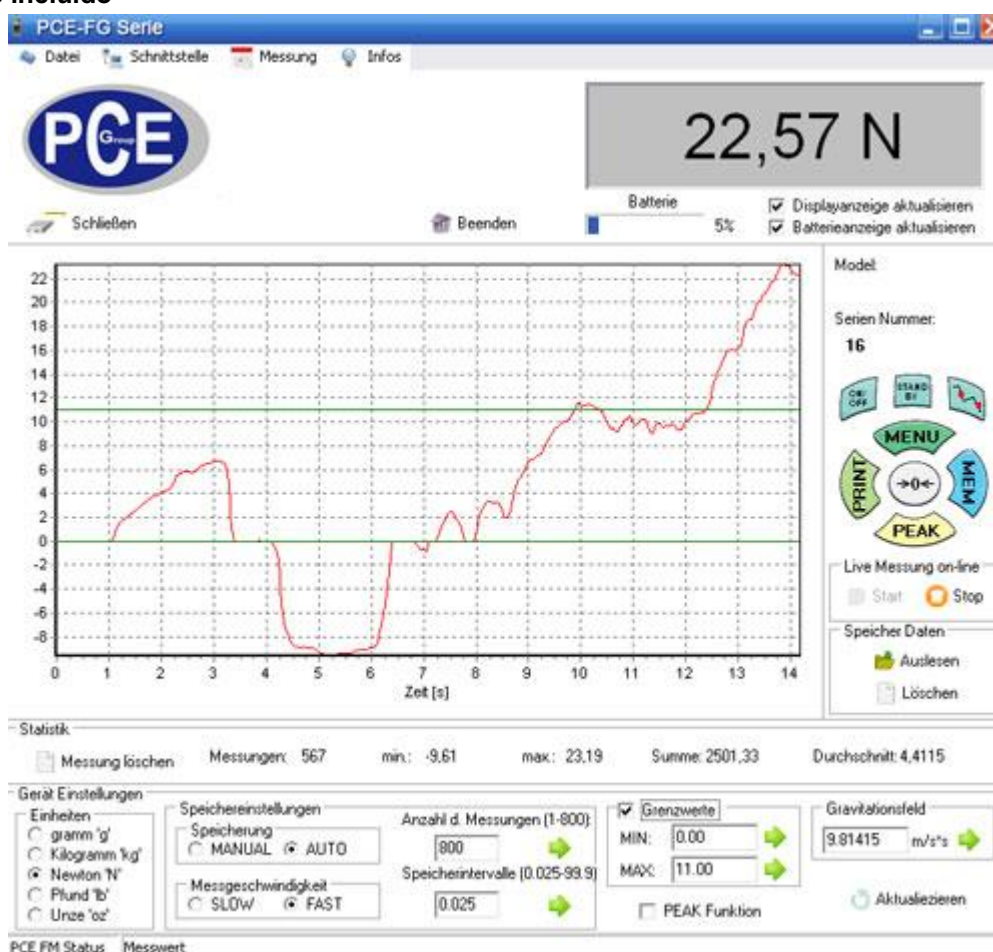 incluido
PCE-FG Serie
Datei Schnittstelle Messung Infos
PCE
Group
22,57 N
Schließen Beenden
Batterie
5%
Displayanzeige aktualisieren
Batterieanzeige aktualisieren
22
20
18
16
14
12
10
8
6
4
2
0
-2
-4
-6
-8
0 1 2 3 4 5 6 7 8 9 10 11 12 13 14
Zeit [s]
Model:
Serien Nummer:
16
ON/OFF
STAND BY
MENU
PRINT
→0←
MEM
PEAK
Live Messung on-line
Start Stop
Speicher Daten
Auslesen
Löschen
Statistik
Messung löschen Messungen: 567 min.: -9,61 max.: 23,19 Summe: 2501,33 Durchschnitt: 4,4115
Gerät Einstellungen
Einheiten
gramm 'g'
Kilogramm 'kg'
Newton 'N'
Pfund 'lb'
Unze 'oz'
Speichereinstellungen
Speicherung
MANUAL AUTO
Messgeschwindigkeit
SLOW FAST
Anzahl d. Messungen (1-800):
800
Speicherintervalle (0.025-99.9)
0.025
Grenzwerte
MIN: 0.00
MAX: 11.00
PEAK Funktion
Gravitationsfeld
9.81415 m/s*s
Aktualiezieren
PCE FM Status Messwert